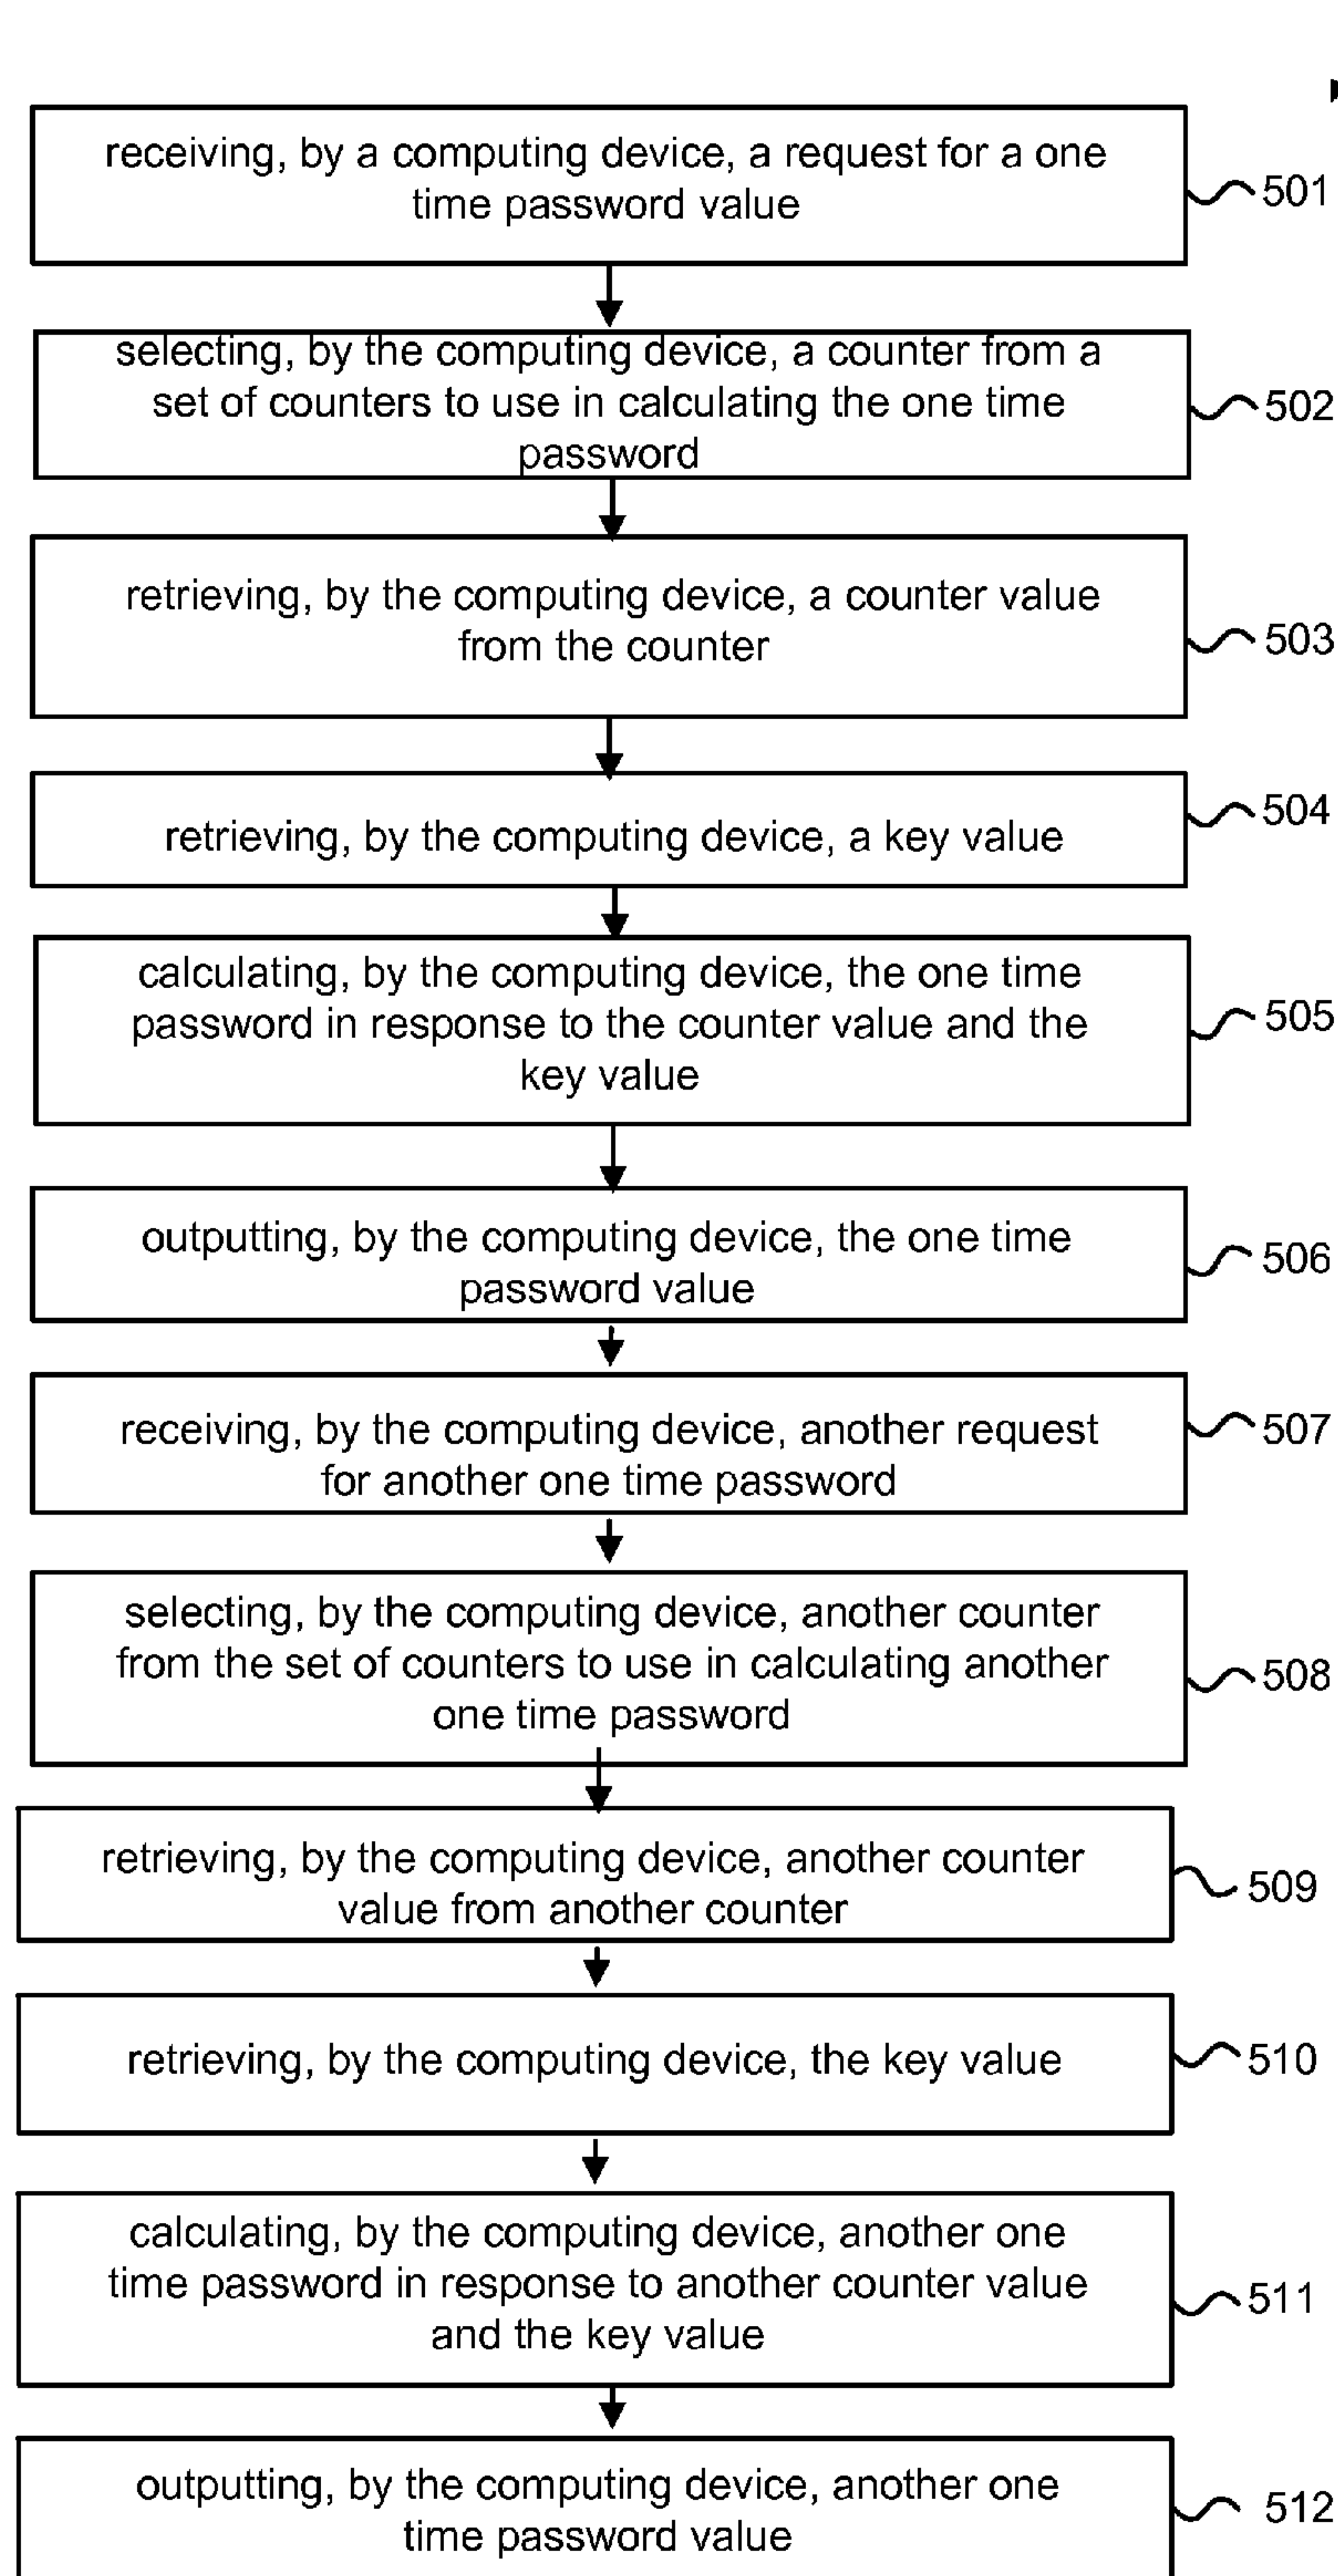 receiving, by a computing device, a request for a one
time password value
501
selecting, by the computing device, a counter from a
set of counters to use in calculating the one time
password
502
retrieving, by the computing device, a counter value
from the counter
503
retrieving, by the computing device, a key value
504
calculating, by the computing device, the one time
password in response to the counter value and the
key value
505
outputting, by the computing device, the one time
password value
506
receiving, by the computing device, another request
for another one time password
507
selecting, by the computing device, another counter
from the set of counters to use in calculating another
one time password
508
retrieving, by the computing device, another counter
value from another counter
509
retrieving, by the computing device, the key value
510
calculating, by the computing device, another one
time password in response to another counter value
and the key value
511
outputting, by the computing device, another one
time password value
512